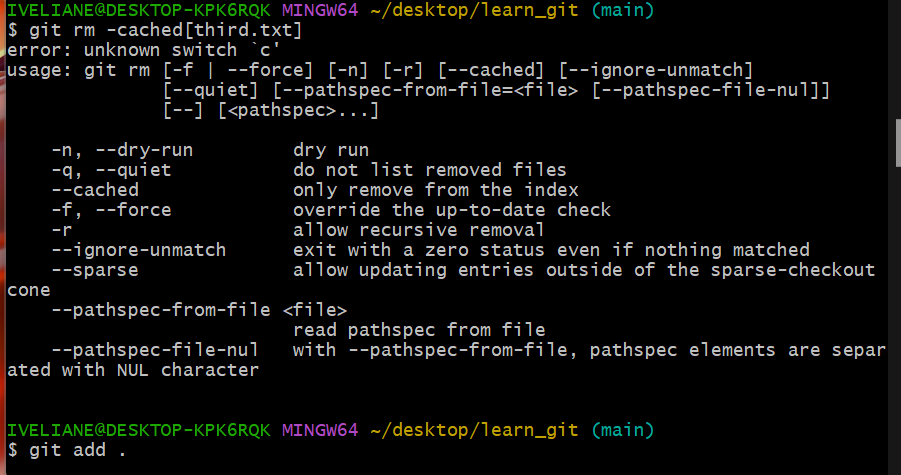 IVELIANE@DESKTOP-KPK6RQK MINGW64 ~/desktop/learn_git (main)
$ git rm -cached[third.txt]
error: unknown switch `c'
usage: git rm [-f | --force] [-n] [-r] [--cached] [--ignore-unmatch]
              [--quiet] [--pathspec-from-file=<file> [--pathspec-file-nul]]
              [--] [<pathspec>...]

    -n, --dry-run         dry run
    -q, --quiet           do not list removed files
    --cached              only remove from the index
    -f, --force           override the up-to-date check
    -r                    allow recursive removal
    --ignore-unmatch      exit with a zero status even if nothing matched
    --sparse              allow updating entries outside of the sparse-checkout
cone
    --pathspec-from-file <file>
                          read pathspec from file
    --pathspec-file-nul   with --pathspec-from-file, pathspec elements are separ
ated with NUL character

IVELIANE@DESKTOP-KPK6RQK MINGW64 ~/desktop/learn_git (main)
$ git add .